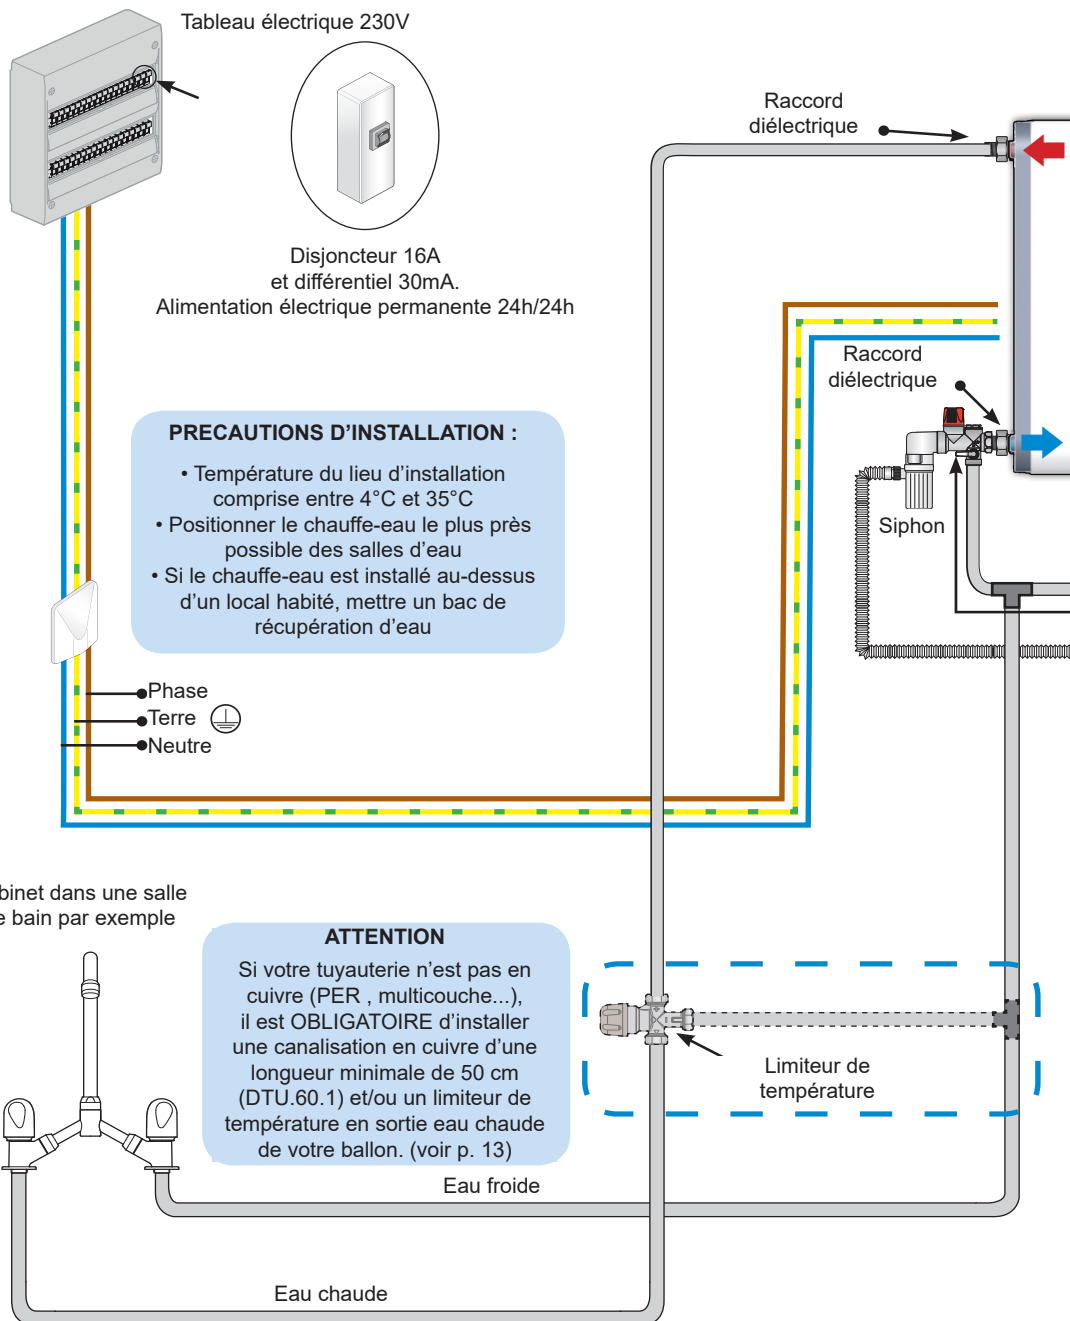 Tableau électrique 230V
Disjoncteur 16A
et différentiel 30mA.
Alimentation électrique permanente 24h/24h
Raccord
diélectrique
Raccord
diélectrique
Siphon
PRECAUTIONS D’INSTALLATION :
• Température du lieu d’installation
comprise entre 4°C et 35°C
• Positionner le chauffe-eau le plus près
possible des salles d’eau
• Si le chauffe-eau est installé au-dessus
d’un local habité, mettre un bac de
récupération d’eau
Phase
Terre
Neutre
binet dans une salle
e bain par exemple
ATTENTION
Si votre tuyauterie n’est pas en
cuivre (PER , multicouche...),
il est OBLIGATOIRE d’installer
une canalisation en cuivre d’une
longueur minimale de 50 cm
(DTU.60.1) et/ou un limiteur de
température en sortie eau chaude
de votre ballon. (voir p. 13)
Limiteur de
température
Eau froide
Eau chaude